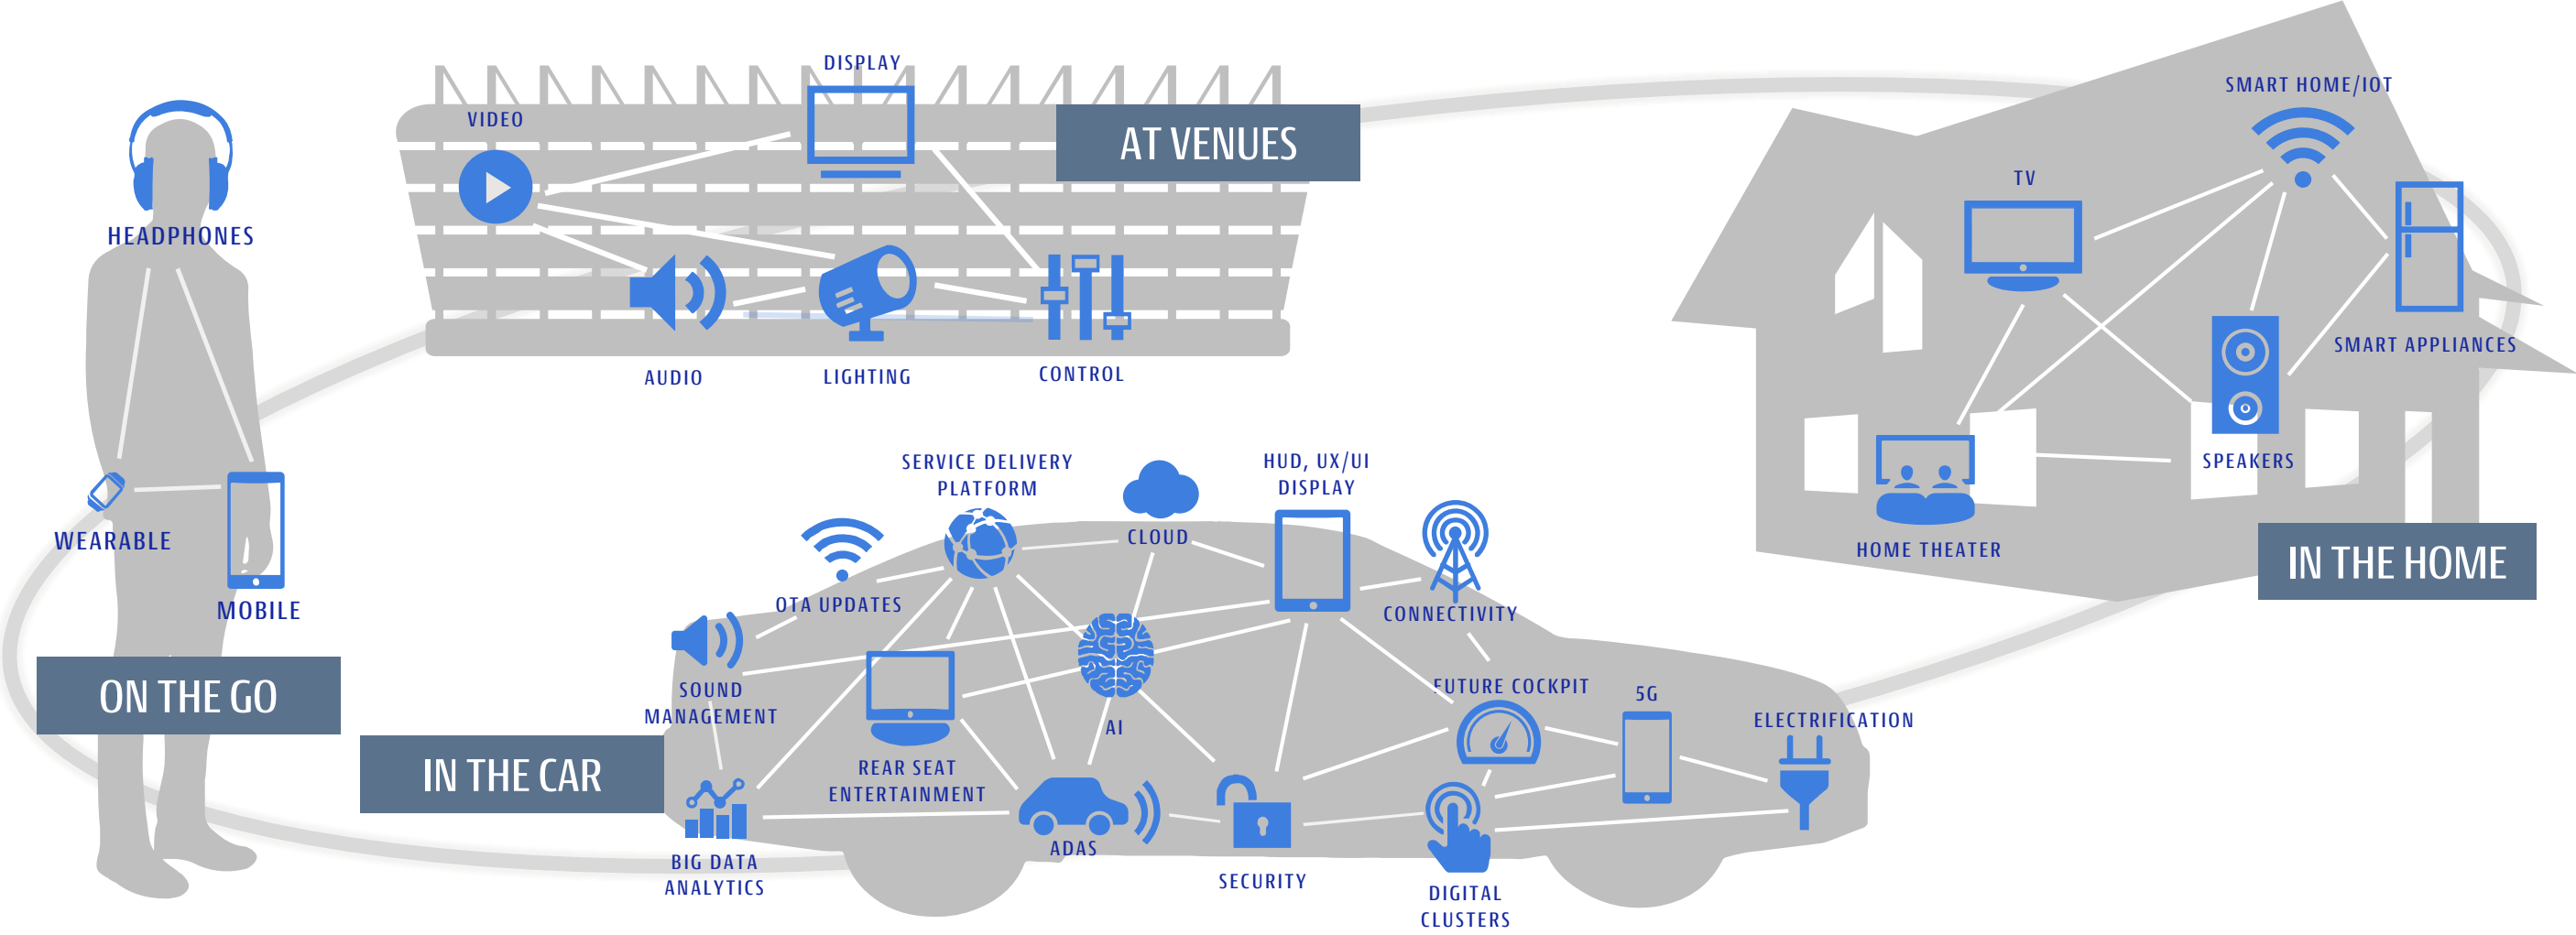 HEADPHONES
WEARABLE
MOBILE
ON THE GO
DISPLAY
VIDEO
AT VENUES
AUDIO
LIGHTING
CONTROL
SMART HOME/IOT
TV
SMART APPLIANCES
SPEAKERS
HOME THEATER
IN THE HOME
SERVICE DELIVERY
PLATFORM
CLOUD
HUD, UX/UI
DISPLAY
OTA UPDATES
CONNECTIVITY
SOUND
MANAGEMENT
AI
FUTURE COCKPIT
5G
ELECTRIFICATION
IN THE CAR
REAR SEAT
ENTERTAINMENT
BIG DATA
ANALYTICS
ADAS
SECURITY
DIGITAL
CLUSTERS